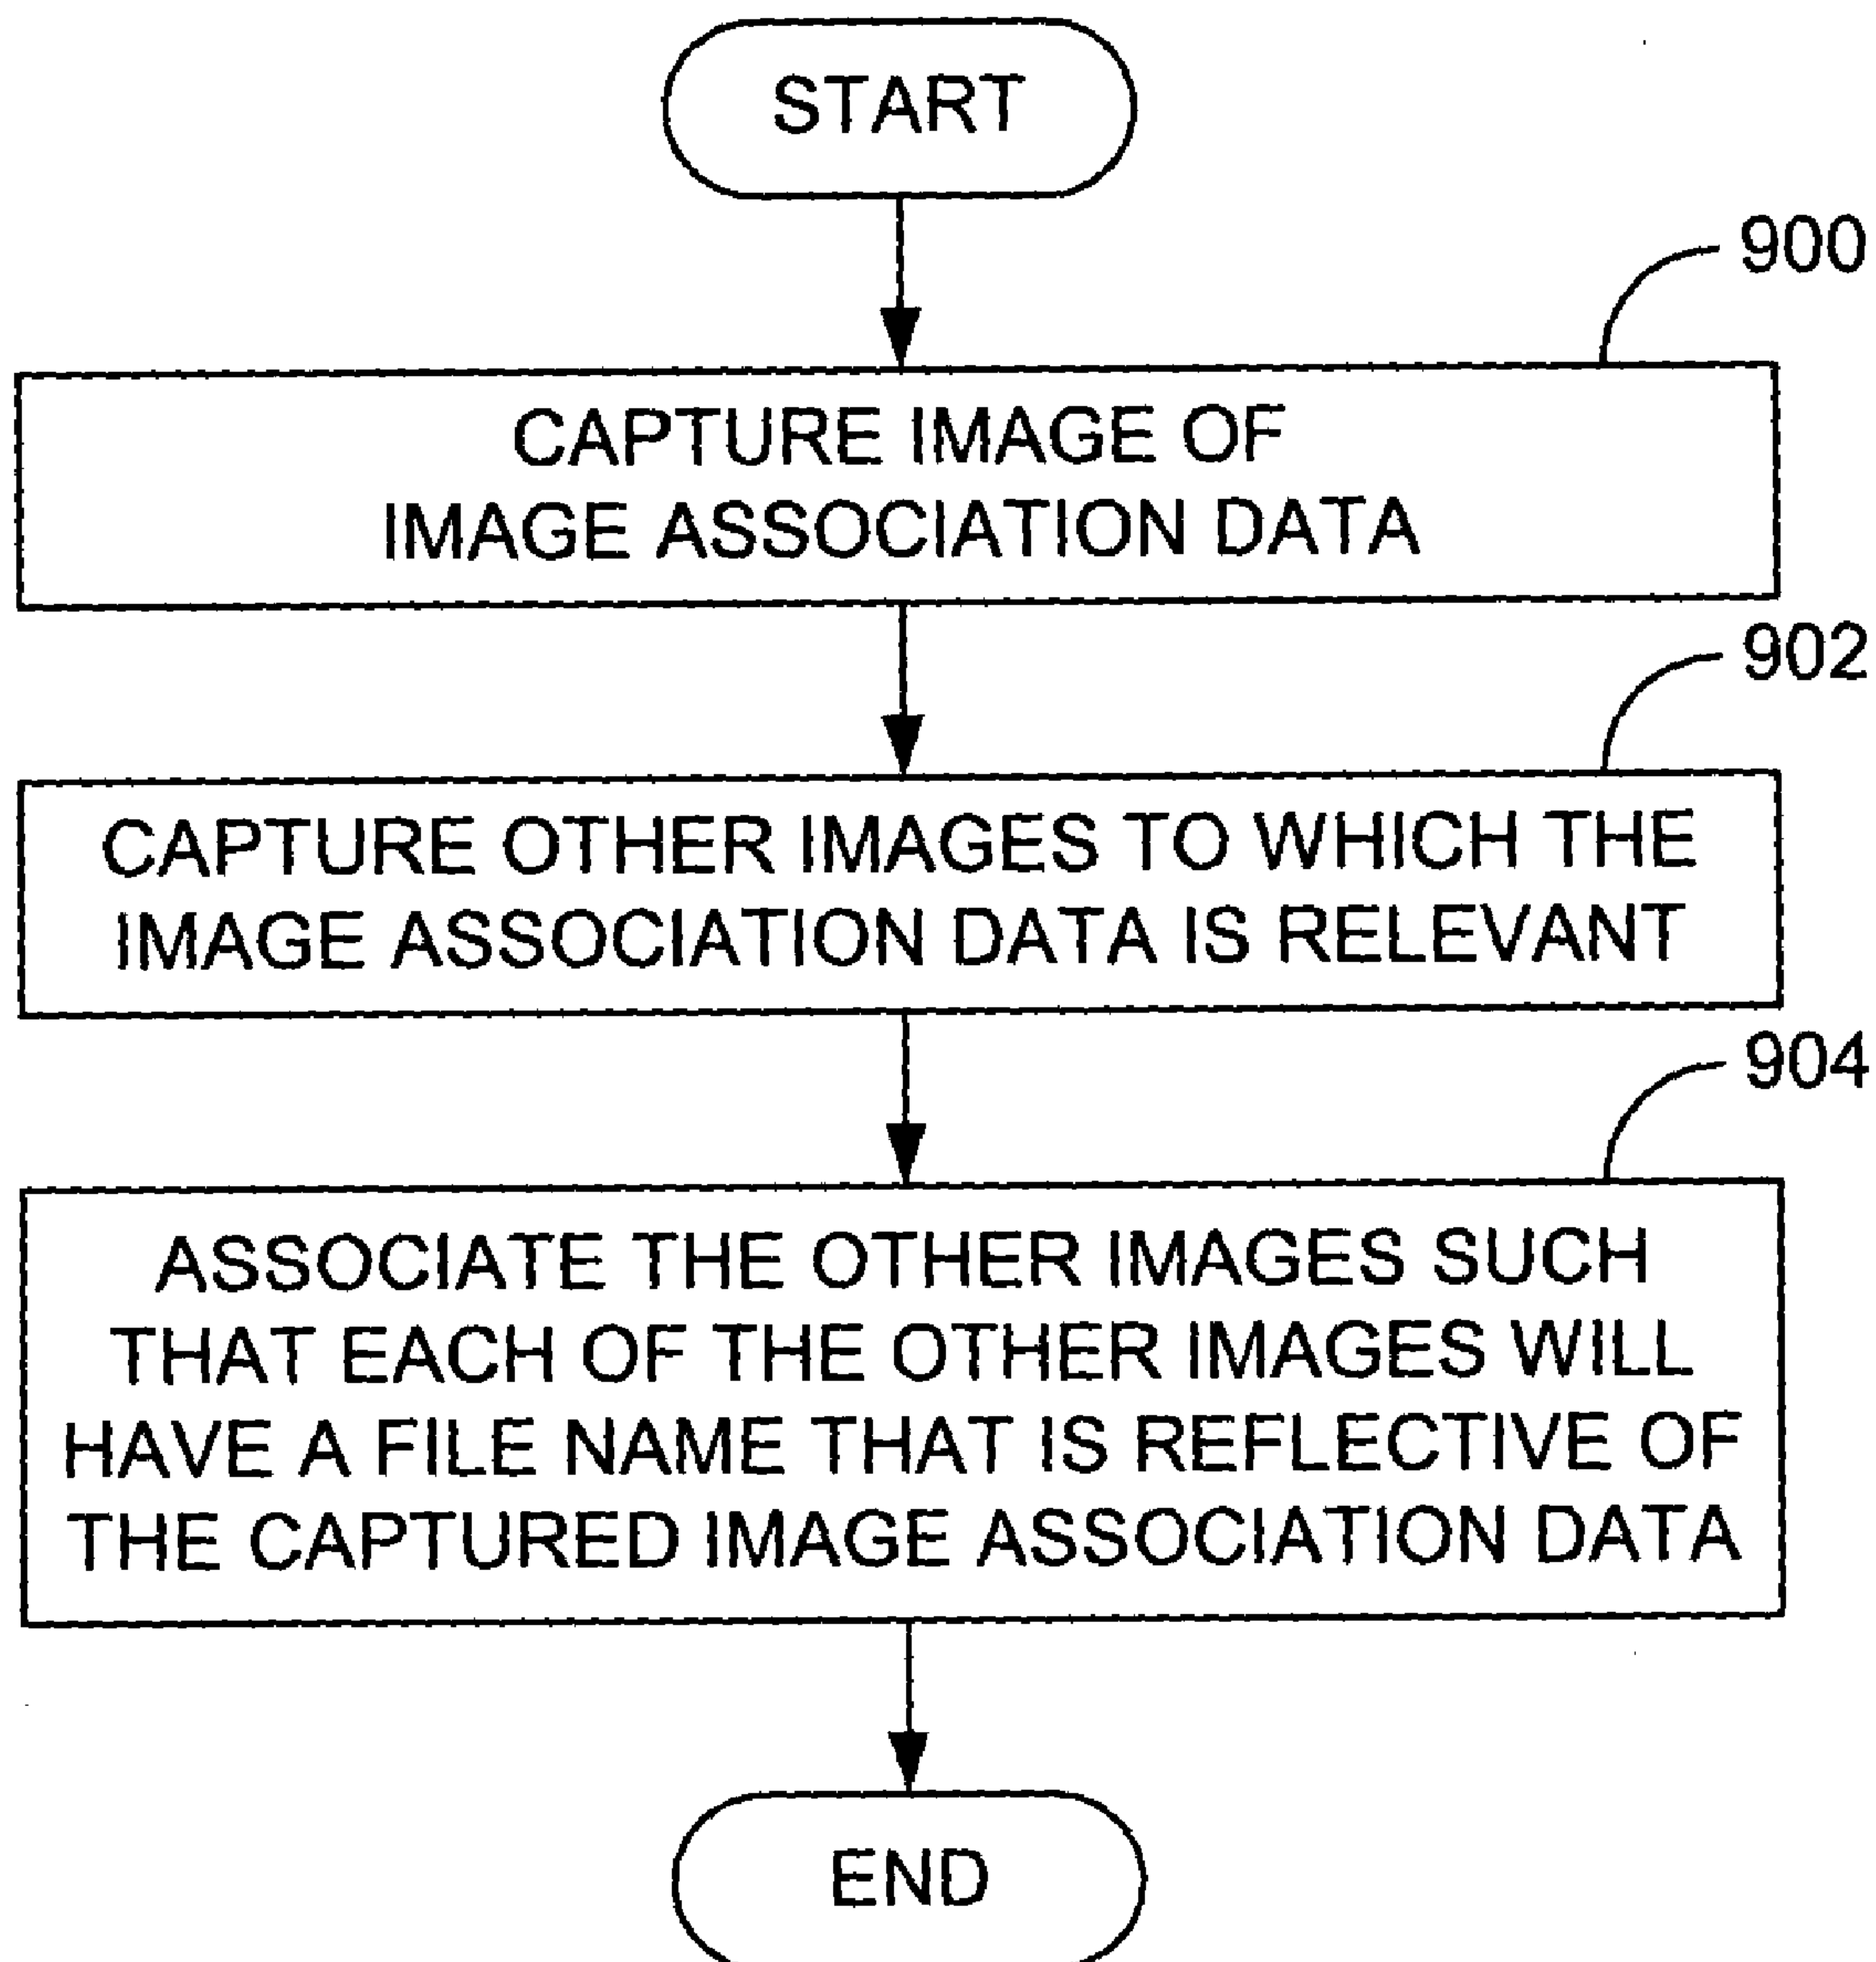 START
900
CAPTURE IMAGE OF
IMAGE ASSOCIATION DATA
902
CAPTURE OTHER IMAGES TO WHICH THE
IMAGE ASSOCIATION DATA IS RELEVANT
904
ASSOCIATE THE OTHER IMAGES SUCH
THAT EACH OF THE OTHER IMAGES WILL
HAVE A FILE NAME THAT IS REFLECTIVE OF
THE CAPTURED IMAGE ASSOCIATION DATA
END